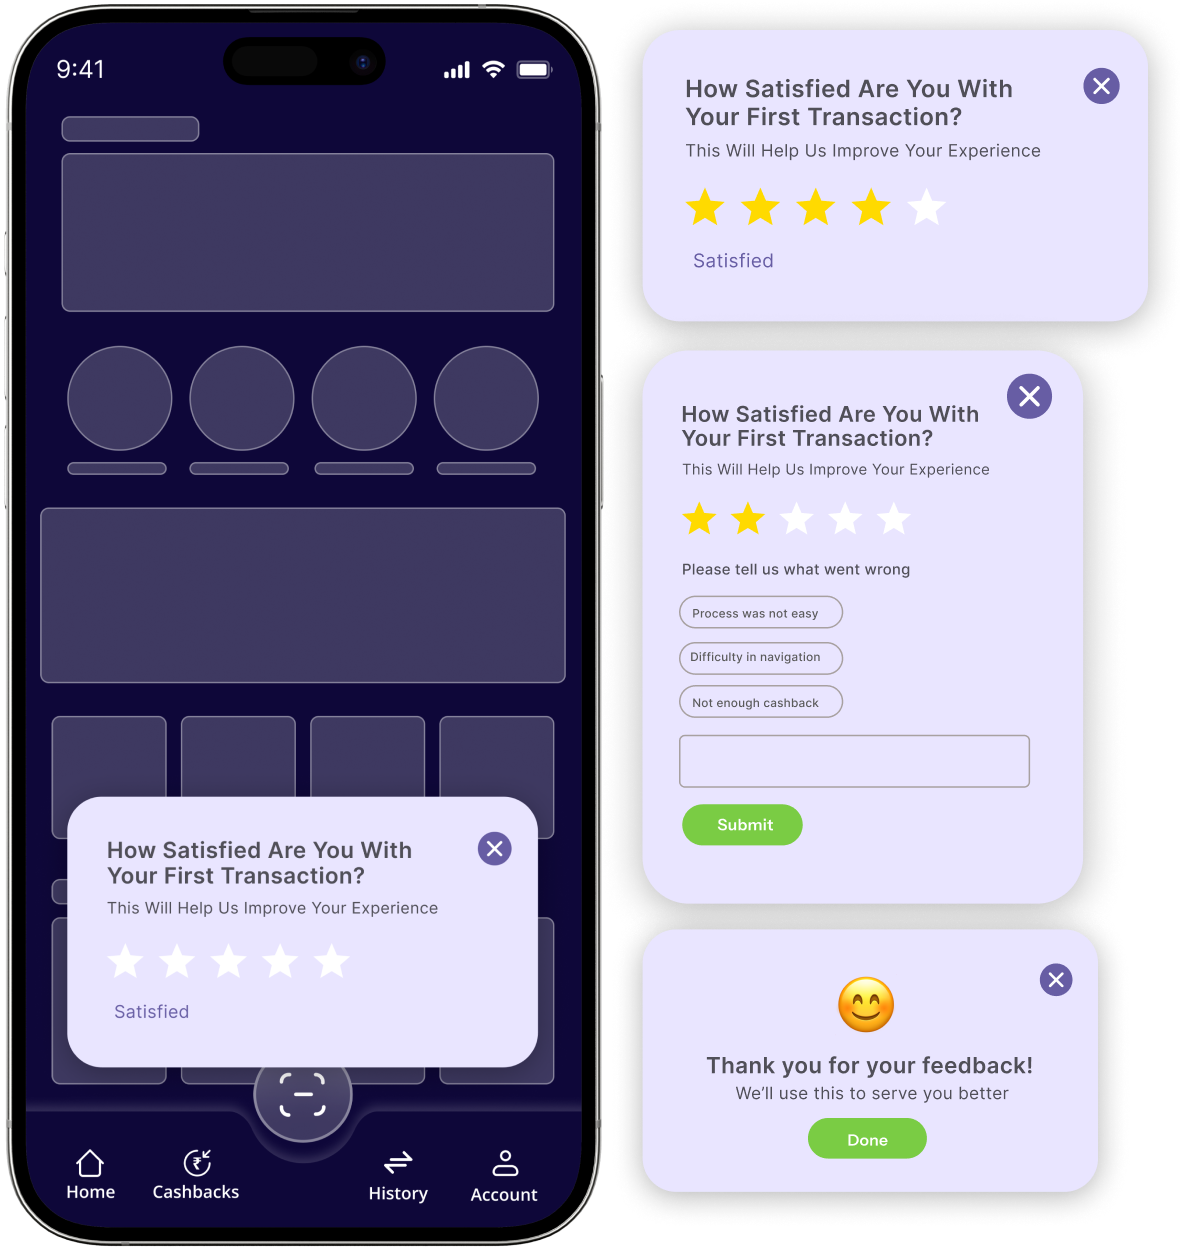 9:41
How Satisfied Are You With
Your First Transaction?
This Will Help Us Improve Your Experience
Satisfied
Home
Cashbacks
History
Account
How Satisfied Are You With
Your First Transaction?
This Will Help Us Improve Your Experience
Satisfied
How Satisfied Are You With
Your First Transaction?
This Will Help Us Improve Your Experience
Please tell us what went wrong
Process was not easy
Difficulty in navigation
Not enough cashback
Submit
Thank you for your feedback!
We'll use this to serve you better
Done